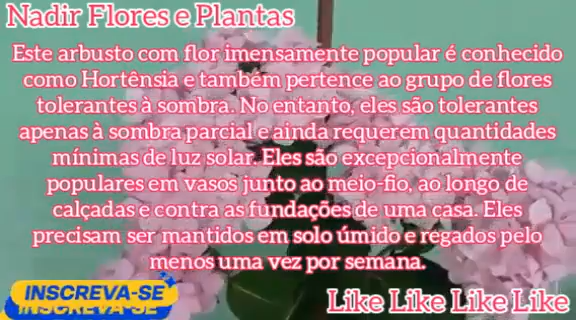 Nadir Flores e Plantas
Este arbusto com flor imensamente popular é conhecido
como Hortênsia e também pertence ao grupo de flores
tolerantes à sombra. No entanto, eles são tolerantes
apenas à sombra parcial e ainda requerem quantidades
mínimas de luz solar. Eles são excepcionalmente
populares em vasos junto ao meio-fio, ao longo de
calçadas e contra as fundações de uma casa. Eles
precisam ser mantidos em solo úmido e regados pelo
menos uma vez por semana.
INSCREVA-SE
INSCREVA-SE
Like Like Like Like